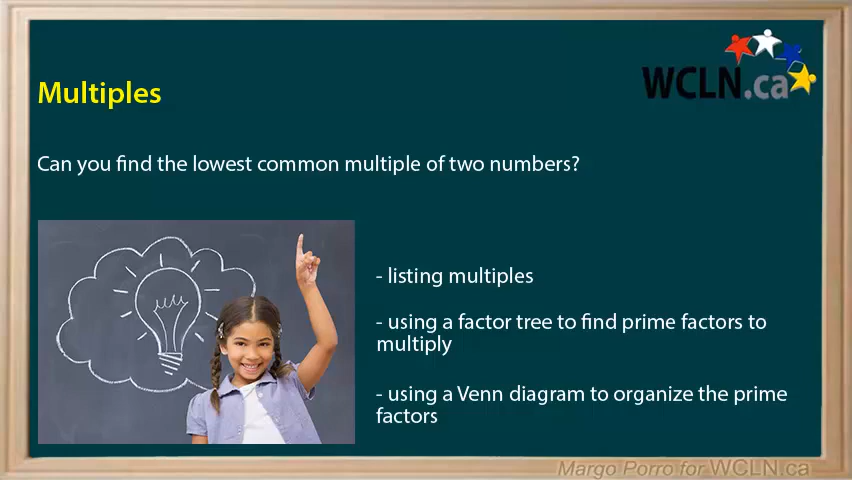 WCLN.ca
Multiples
Can you find the lowest common multiple of two numbers?
- listing multiples
- using a factor tree to find prime factors to
multiply
- using a Venn diagram to organize the prime
factors
Margo Porro for WCLN.ca